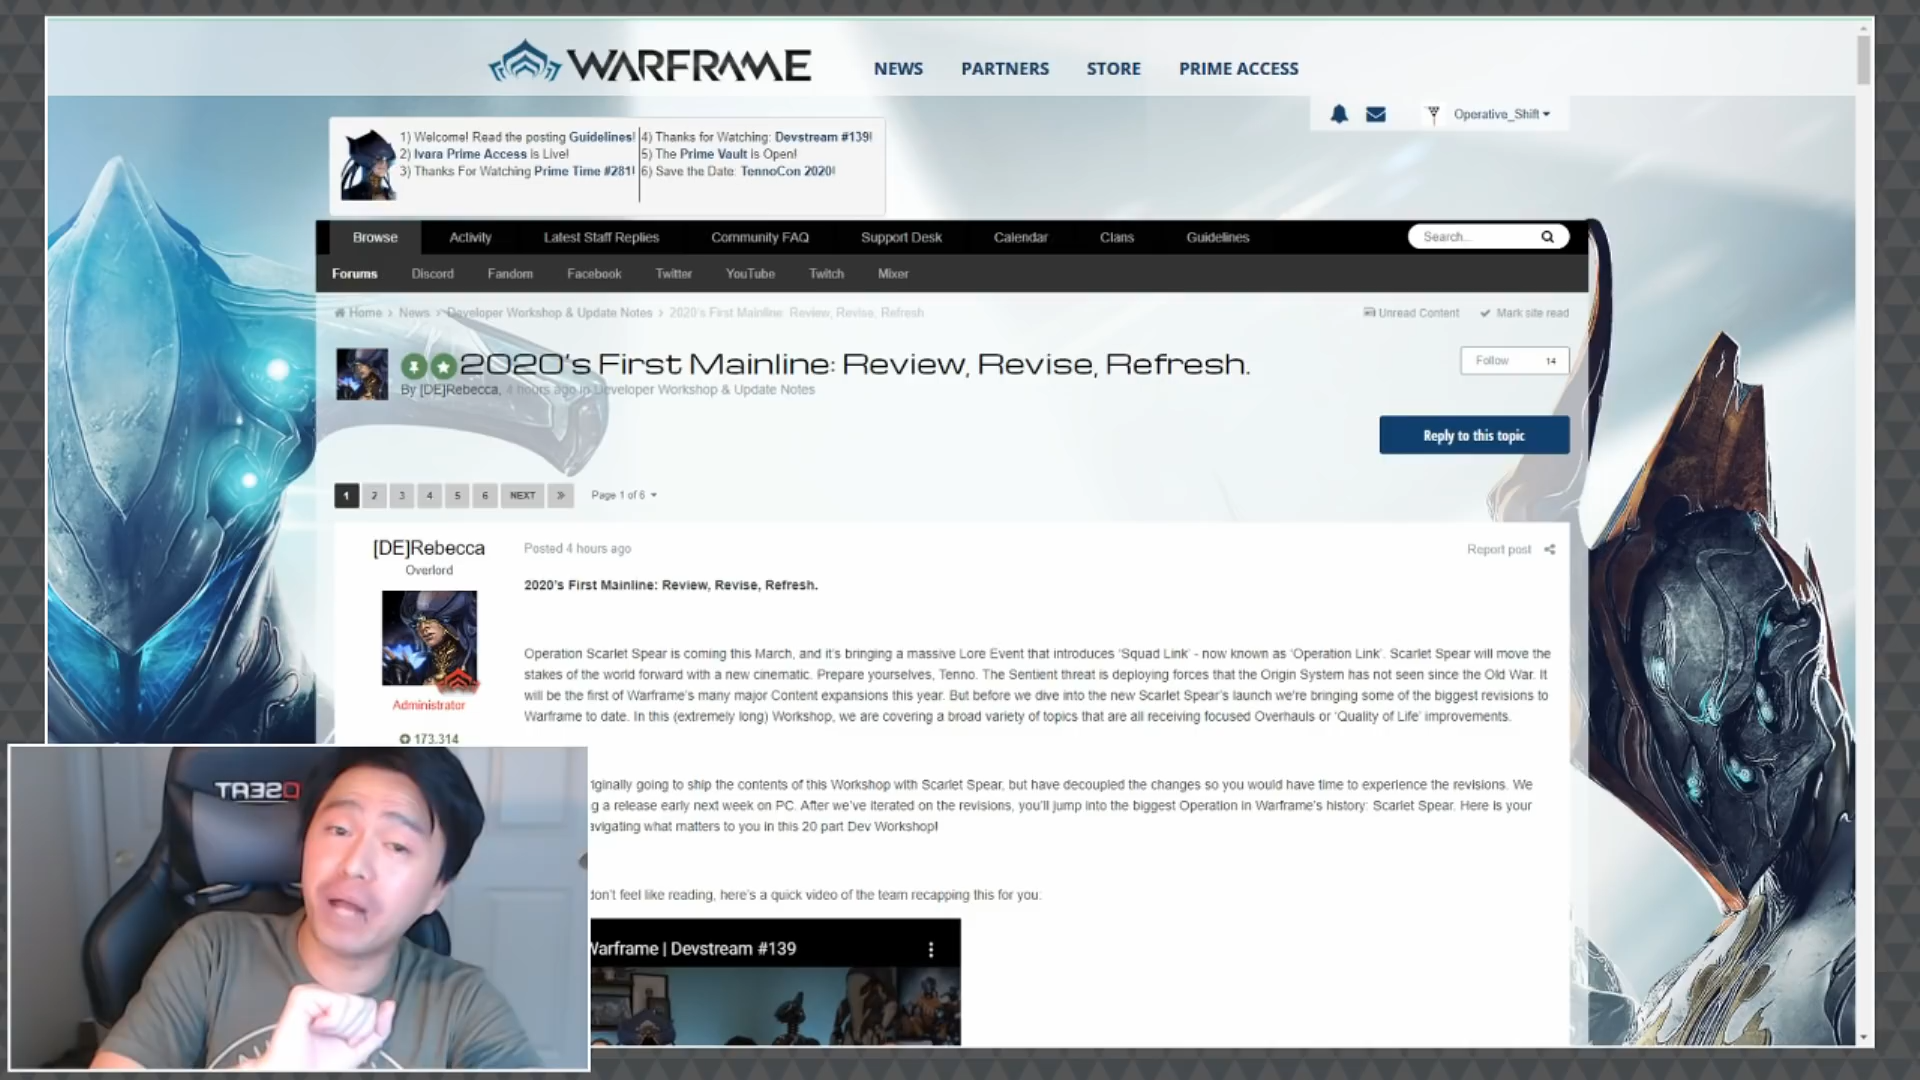 WARFRAME
NEWS PARTNERS STORE PRIME ACCESS
Operative_Shift
1) Welcome! Read the posting Guidelines!
2) Ivara Prime Access is Live!
3) Thanks For Watching Prime Time #281!
4) Thanks for Watching: Devstream #139!
5) The Prime Vault is Open!
6) Save the Date: TennoCon 2020!
Browse Activity Latest Staff Replies Community FAQ Support Desk Calendar Clans Guidelines Search...
Forums Discord Fandom Facebook Twitter YouTube Twitch Mixer
Home > News > Developer Workshop & Update Notes > 2020's First Mainline: Review, Revise, Refresh
Unread Content Mark site read
2020's First Mainline: Review, Revise, Refresh.
By [DE]Rebecca, 4 hours ago in Developer Workshop & Update Notes
Follow 14
Reply to this topic
1 2 3 4 5 6 NEXT » Page 1 of 6
[DE]Rebecca
Overlord
Administrator
173,314
Posted 4 hours ago
Report post
2020's First Mainline: Review, Revise, Refresh.
Operation Scarlet Spear is coming this March, and it's bringing a massive Lore Event that introduces 'Squad Link' - now known as 'Operation Link'. Scarlet Spear will move the
stakes of the world forward with a new cinematic. Prepare yourselves, Tenno. The Sentient threat is deploying forces that the Origin System has not seen since the Old War. It
will be the first of Warframe's many major Content expansions this year. But before we dive into the new Scarlet Spear's launch we're bringing some of the biggest revisions to
Warframe to date. In this (extremely long) Workshop, we are covering a broad variety of topics that are all receiving focused Overhauls or 'Quality of Life' improvements.
iginally going to ship the contents of this Workshop with Scarlet Spear, but have decoupled the changes so you would have time to experience the revisions. We
g a release early next week on PC. After we've iterated on the revisions, you'll jump into the biggest Operation in Warframe's history: Scarlet Spear. Here is your
avigating what matters to you in this 20 part Dev Workshop!
don't feel like reading, here's a quick video of the team recapping this for you:
Warframe | Devstream #139